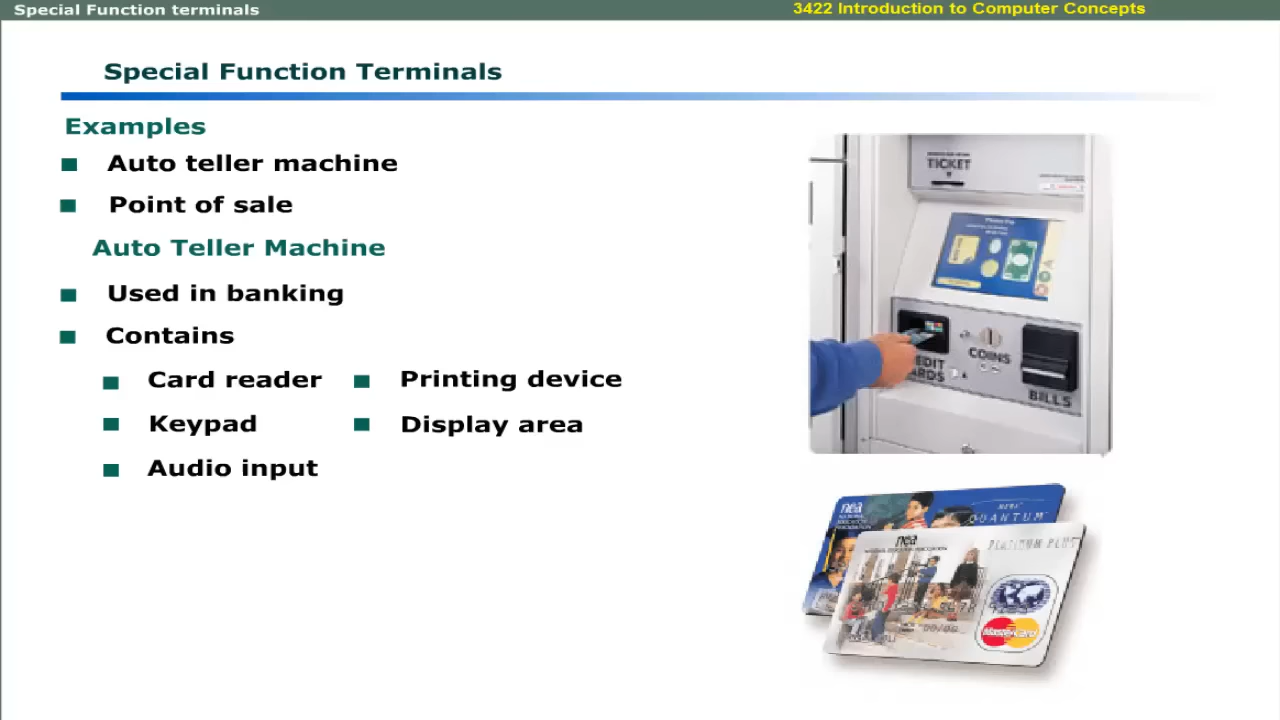 Special Function terminals
3422 Introduction to Computer Concepts
Special Function Terminals
Examples
Auto teller machine
Point of sale
Auto Teller Machine
Used in banking
Contains
Card reader
Printing device
Keypad
Display area
Audio input
TICKET
COINS
BILLS
nea
QUANTUM
nea
PLATINUM PLUS
MasterCard